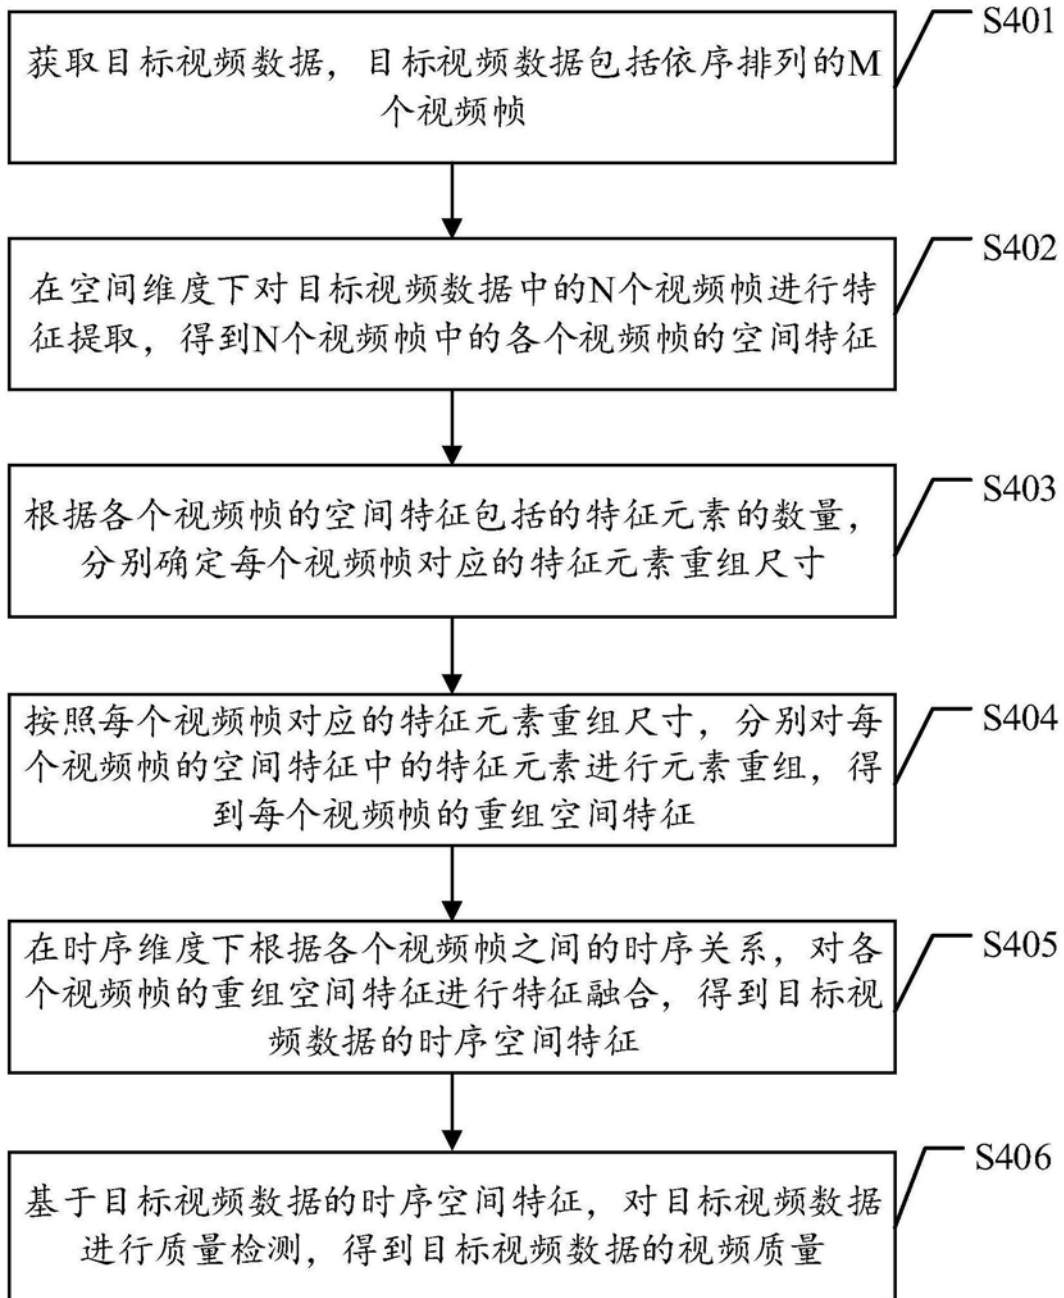 S401
获取目标视频数据，目标视频数据包括依序排列的M
个视频帧
S402
在空间维度下对目标视频数据中的N个视频帧进行特
征提取，得到N个视频帧中的各个视频帧的空间特征
S403
根据各个视频帧的空间特征包括的特征元素的数量，
分别确定每个视频帧对应的特征元素重组尺寸
S404
按照每个视频帧对应的特征元素重组尺寸，分别对每
个视频帧的空间特征中的特征元素进行元素重组，得
到每个视频帧的重组空间特征
S405
在时序维度下根据各个视频帧之间的时序关系，对各
个视频帧的重组空间特征进行特征融合，得到目标视
频数据的时序空间特征
S406
基于目标视频数据的时序空间特征，对目标视频数据
进行质量检测，得到目标视频数据的视频质量